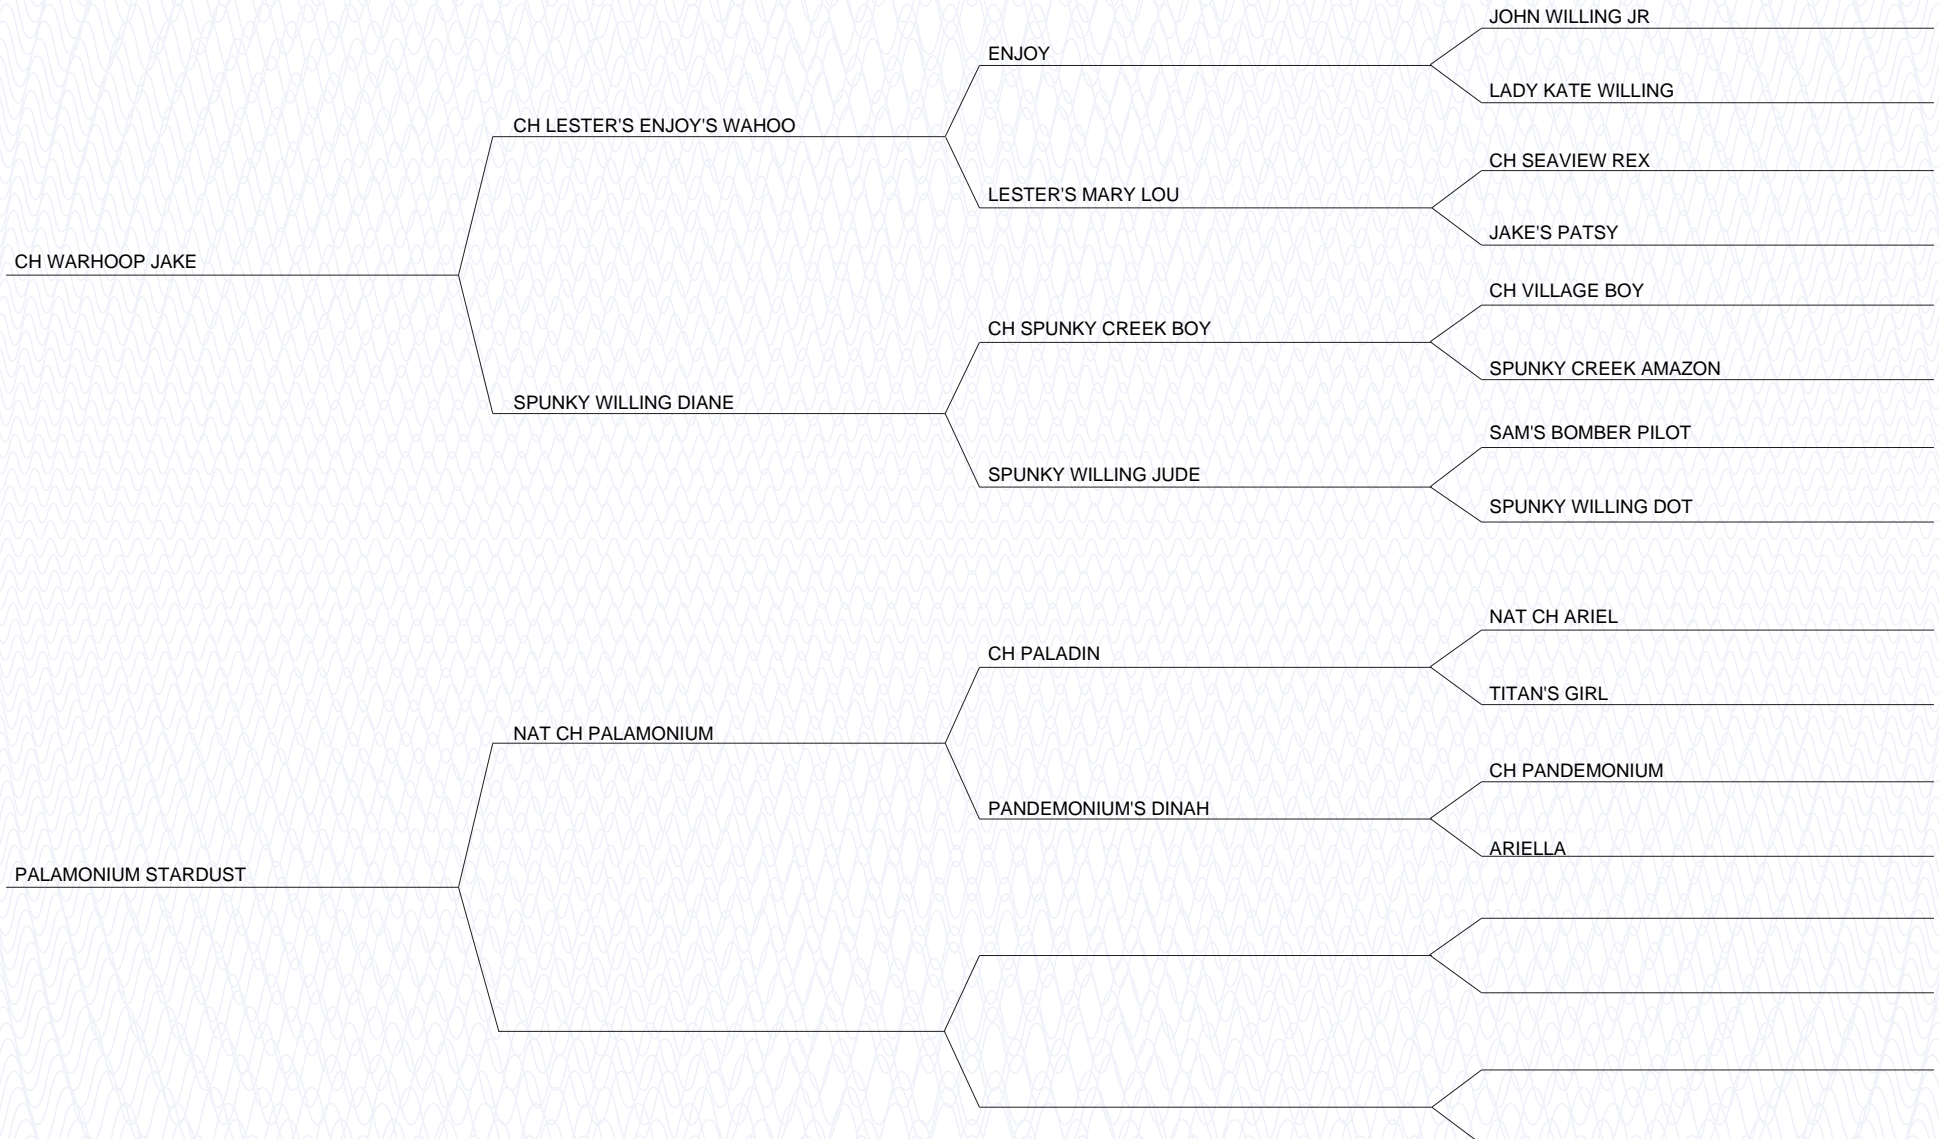 JOHN WILLING JR
ENJOY
LADY KATE WILLING
CH LESTER'S ENJOY'S WAHOO
CH SEAVIEW REX
LESTER'S MARY LOU
JAKE'S PATSY
CH WARHOOP JAKE
CH VILLAGE BOY
CH SPUNKY CREEK BOY
SPUNKY CREEK AMAZON
SPUNKY WILLING DIANE
SAM'S BOMBER PILOT
SPUNKY WILLING JUDE
SPUNKY WILLING DOT
NAT CH ARIEL
CH PALADIN
TITAN'S GIRL
NAT CH PALAMONIUM
CH PANDEMONIUM
PANDEMONIUM'S DINAH
ARIELLA
PALAMONIUM STARDUST